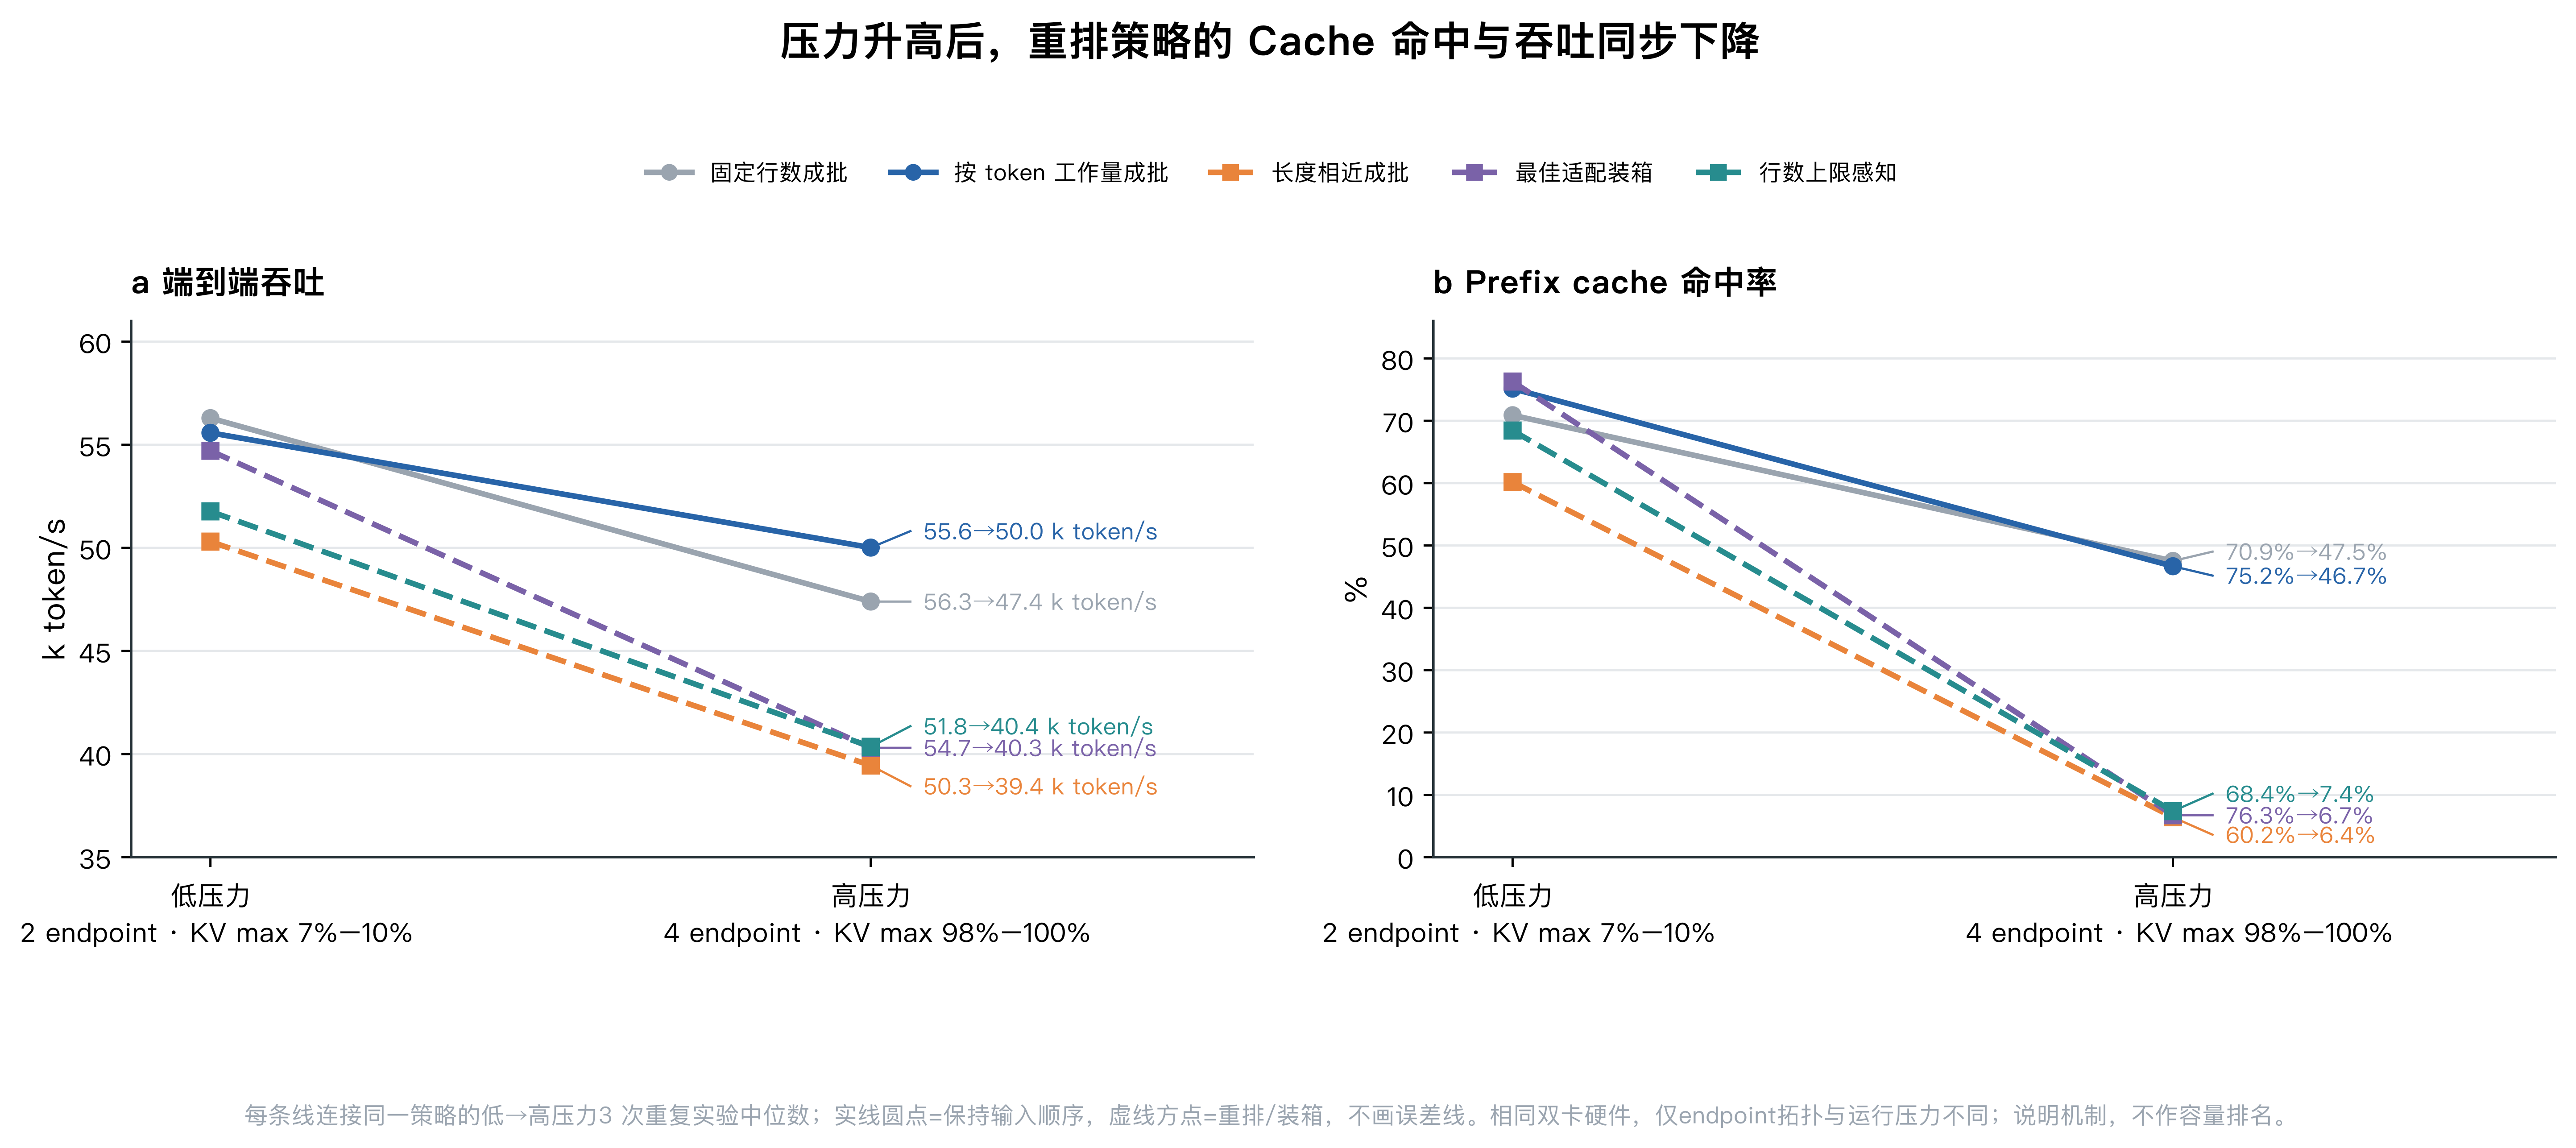 压力升高后，重排策略的 Cache 命中与吞吐同步下降
固定行数成批
按 token 工作量成批
长度相近成批
最佳适配装箱
行数上限感知
a 端到端吞吐
k token/s
60
55
50
45
40
35
55.6→50.0 k token/s
56.3→47.4 k token/s
51.8→40.4 k token/s
54.7→40.3 k token/s
50.3→39.4 k token/s
低压力
2 endpoint · KV max 7%–10%
高压力
4 endpoint · KV max 98%–100%
b Prefix cache 命中率
%
80
70
60
50
40
30
20
10
0
70.9%→47.5%
75.2%→46.7%
68.4%→7.4%
76.3%→6.7%
60.2%→6.4%
低压力
2 endpoint · KV max 7%–10%
高压力
4 endpoint · KV max 98%–100%
每条线连接同一策略的低→高压力3 次重复实验中位数；实线圆点=保持输入顺序，虚线方点=重排/装箱，不画误差线。相同双卡硬件，仅endpoint拓扑与运行压力不同；说明机制，不作容量排名。